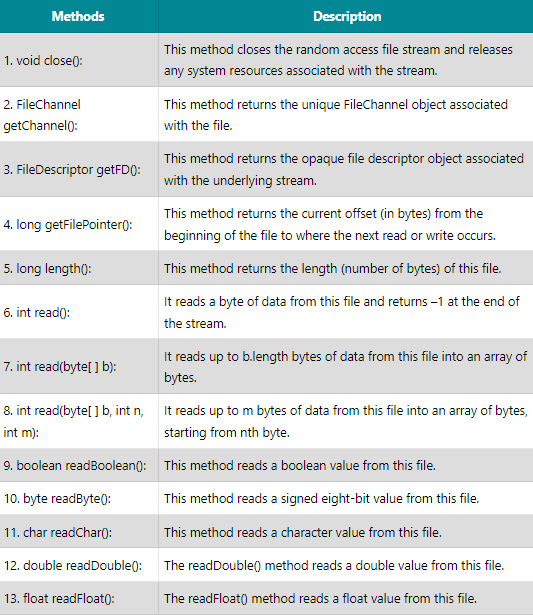 Methods Description
1. void close():
This method closes the random access file stream and releases
any system resources associated with the stream.
2. FileChannel
getChannel():
This method returns the unique FileChannel object associated
with the file.
3. FileDescriptor getFD():
This method returns the opaque file descriptor object associated
with the underlying stream.
4. long getFilePointer():
This method returns the current offset (in bytes) from the
beginning of the file to where the next read or write occurs.
5. long length():
This method returns the length (number of bytes) of this file.
6. int read():
It reads a byte of data from this file and returns –1 at the end of
the stream.
7. int read(byte[ ] b):
It reads up to b.length bytes of data from this file into an array of
bytes.
8. int read(byte[ ] b, int n,
int m):
It reads up to m bytes of data from this file into an array of bytes,
starting from nth byte.
9. boolean readBoolean():
This method reads a boolean value from this file.
10. byte readByte():
This method reads a signed eight-bit value from this file.
11. char readChar():
This method reads a character value from this file.
12. double readDouble():
The readDouble() method reads a double value from this file.
13. float readFloat():
The readFloat() method reads a float value from this file.